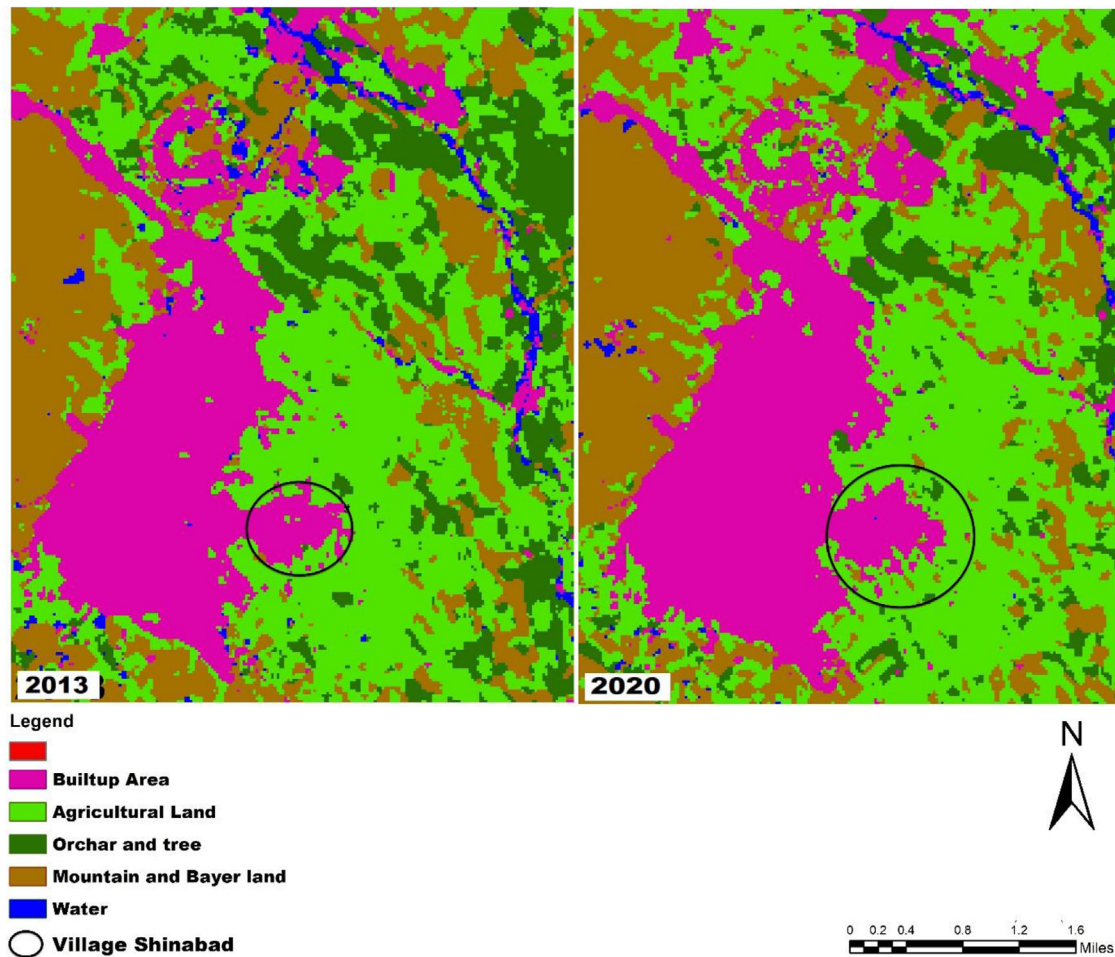 2013
2020
Legend
Builtup Area
Agricultural Land
Orchar and tree
Mountain and Bayer land
Water
Village Shinabad
N
0 0.2 0.4 0.8 1.2 1.6
Miles